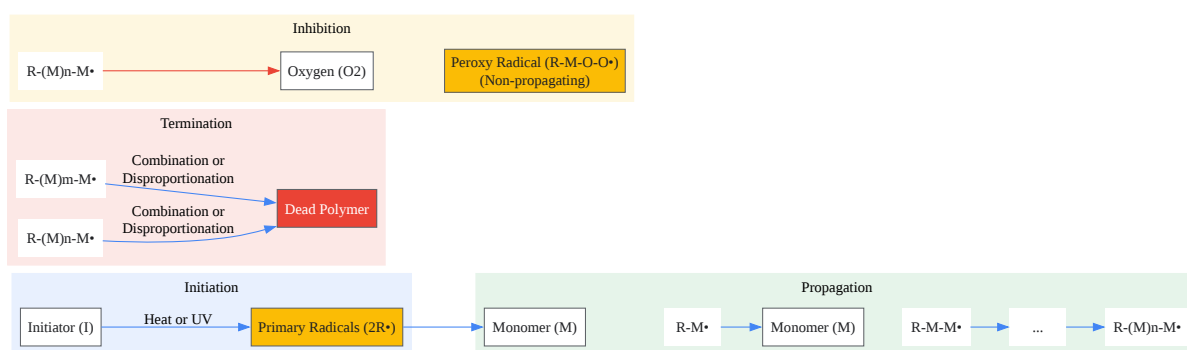 Inhibition
R-(M)n-M•
Oxygen (O2)
Peroxy Radical (R-M-O-O•)
(Non-propagating)
Termination
R-(M)m-M•
Combination or
Disproportionation
R-(M)n-M•
Combination or
Disproportionation
Dead Polymer
Initiation
Initiator (I)
Heat or UV
Primary Radicals (2R•)
Propagation
Monomer (M)
R-M•
Monomer (M)
R-M-M•
...
R-(M)n-M•